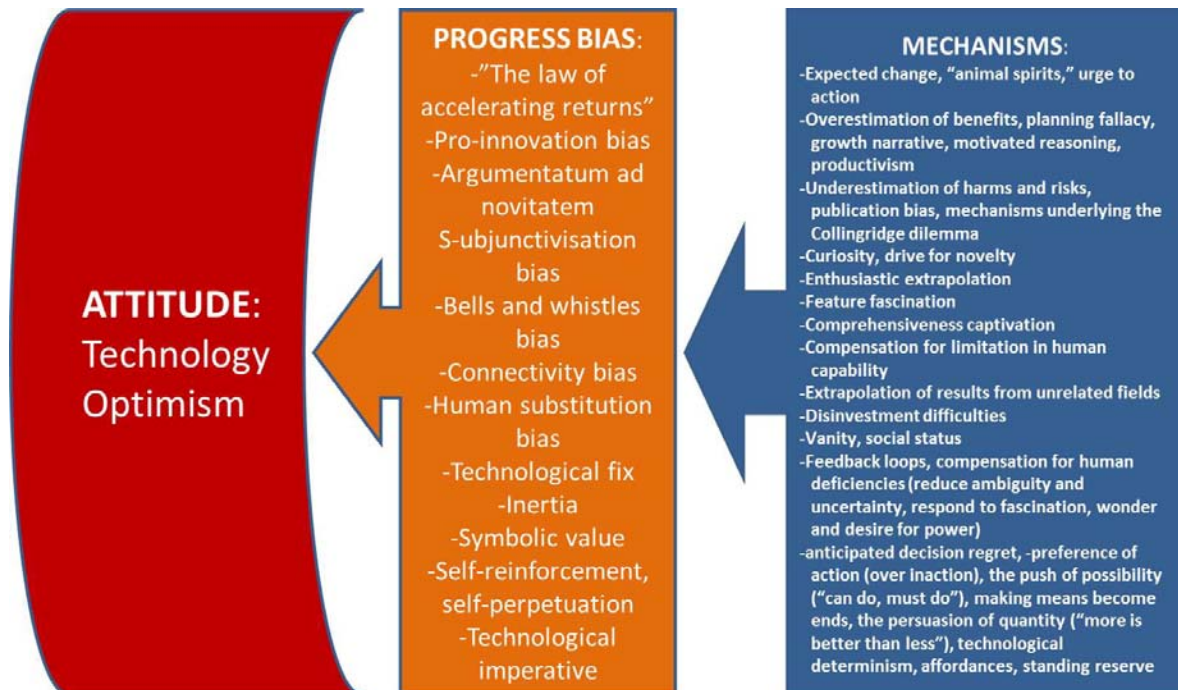 ATTITUDE:
Technology
Optimism
PROGRESS BIAS:
-”The law of
accelerating returns”
-Pro-innovation bias
-Argumentatum ad
novitatem
S-ubjunctivisation
bias
-Bells and whistles
bias
-Connectivity bias
-Human substitution
bias
-Technological fix
-Inertia
-Symbolic value
-Self-reinforcement,
self-perpetuation
-Technological
imperative
MECHANISMS:
-Expected change, “animal spirits,” urge to
action
-Overestimation of benefits, planning fallacy,
growth narrative, motivated reasoning,
productivism
-Underestimation of harms and risks,
publication bias, mechanisms underlying the
Collingridge dilemma
-Curiosity, drive for novelty
-Enthusiastic extrapolation
-Feature fascination
-Comprehensiveness captivation
-Compensation for limitation in human
capability
-Extrapolation of results from unrelated fields
-Disinvestment difficulties
-Vanity, social status
-Feedback loops, compensation for human
deficiencies (reduce ambiguity and
uncertainty, respond to fascination, wonder
and desire for power)
-anticipated decision regret, -preference of
action (over inaction), the push of possibility
(“can do, must do”), making means become
ends, the persuasion of quantity (“more is
better than less”), technological
determinism, affordances, standing reserve